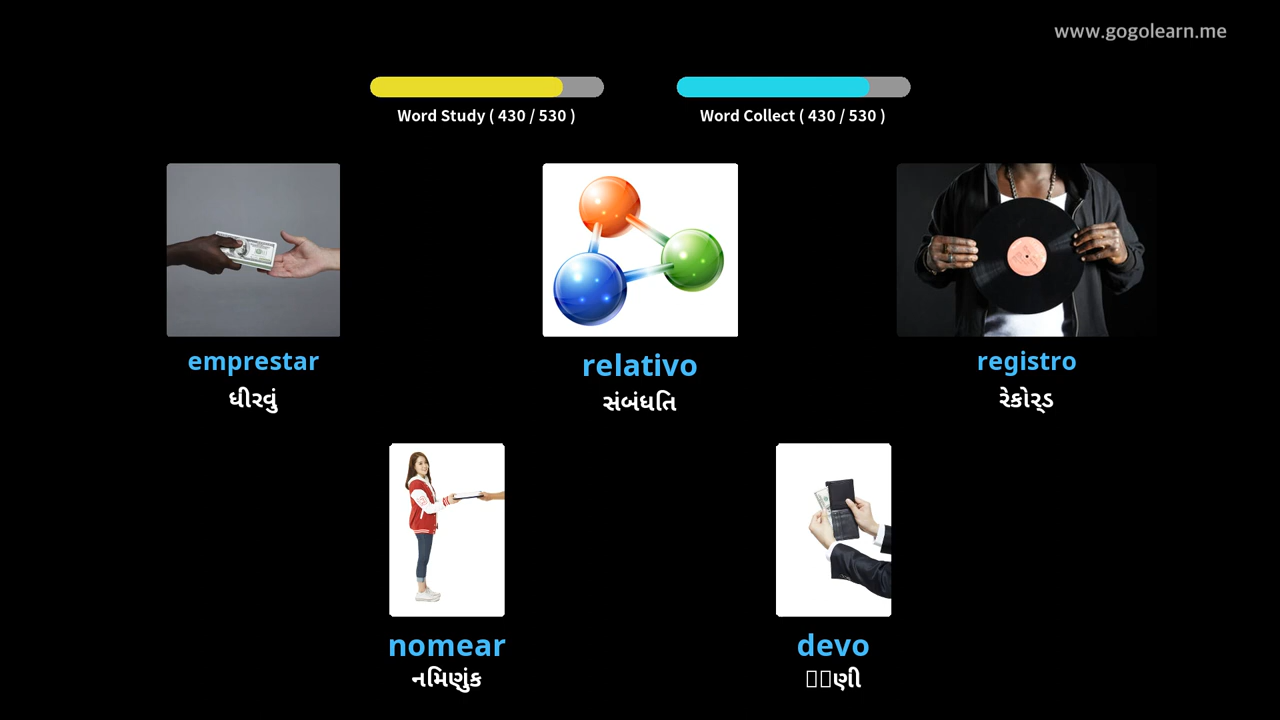 www.gogolearn.me
Word Study ( 430 / 530 )
Word Collect ( 430 / 530 )
emprestar
ધીરવું
relativo
સંબંધતિ
registro
રેકોર્ડ
nomear
નમિણુંક
devo